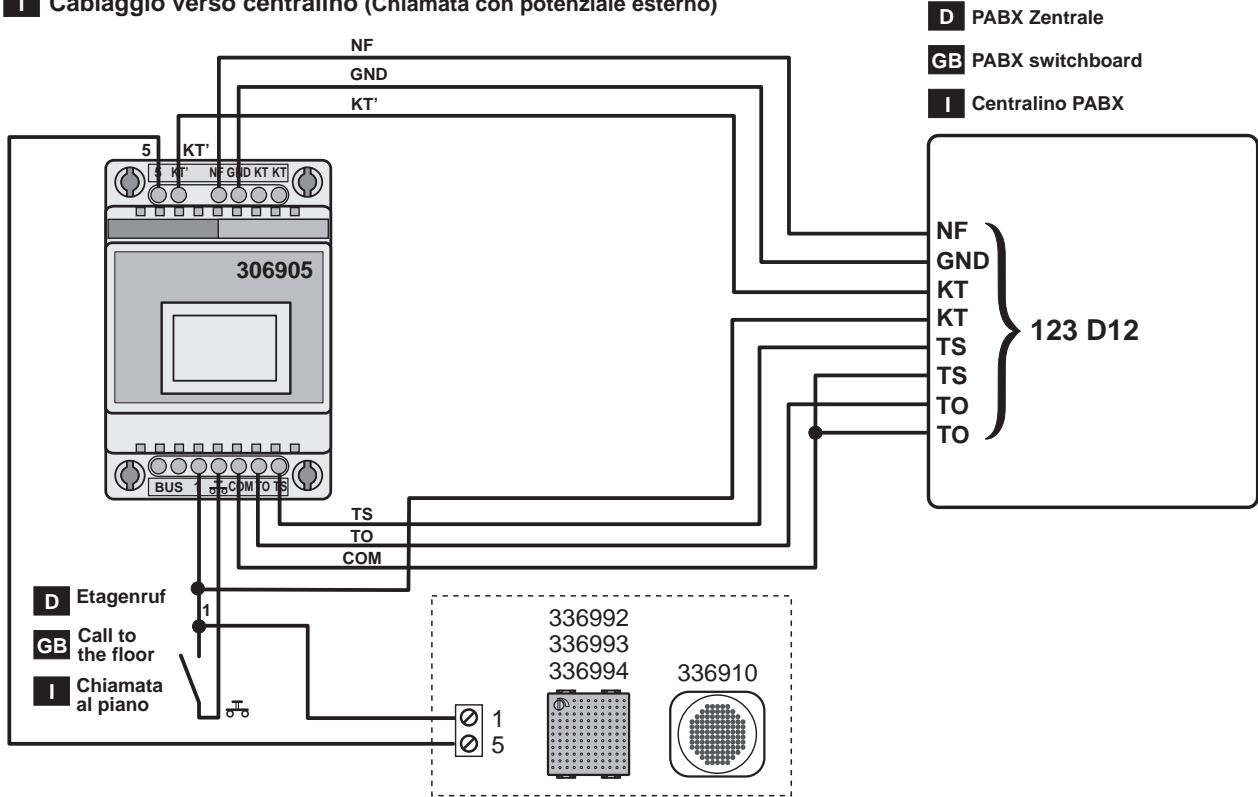 I Cablaggio verso centralino (Chiamata con potenziale esterno)
D PABX Zentrale
GB PABX switchboard
I Centralino PABX
NF
GND
KT'
5 KT'
5 KT' NF GND KT KT
306905
BUS 1 COM TO TS
NF
GND
KT
KT
TS
TS
TO
TO
123 D12
TS
TO
COM
D Etagenruf
GB Call to
the floor
I Chiamata
al piano
1
336992
336993
336994
336910
1
5